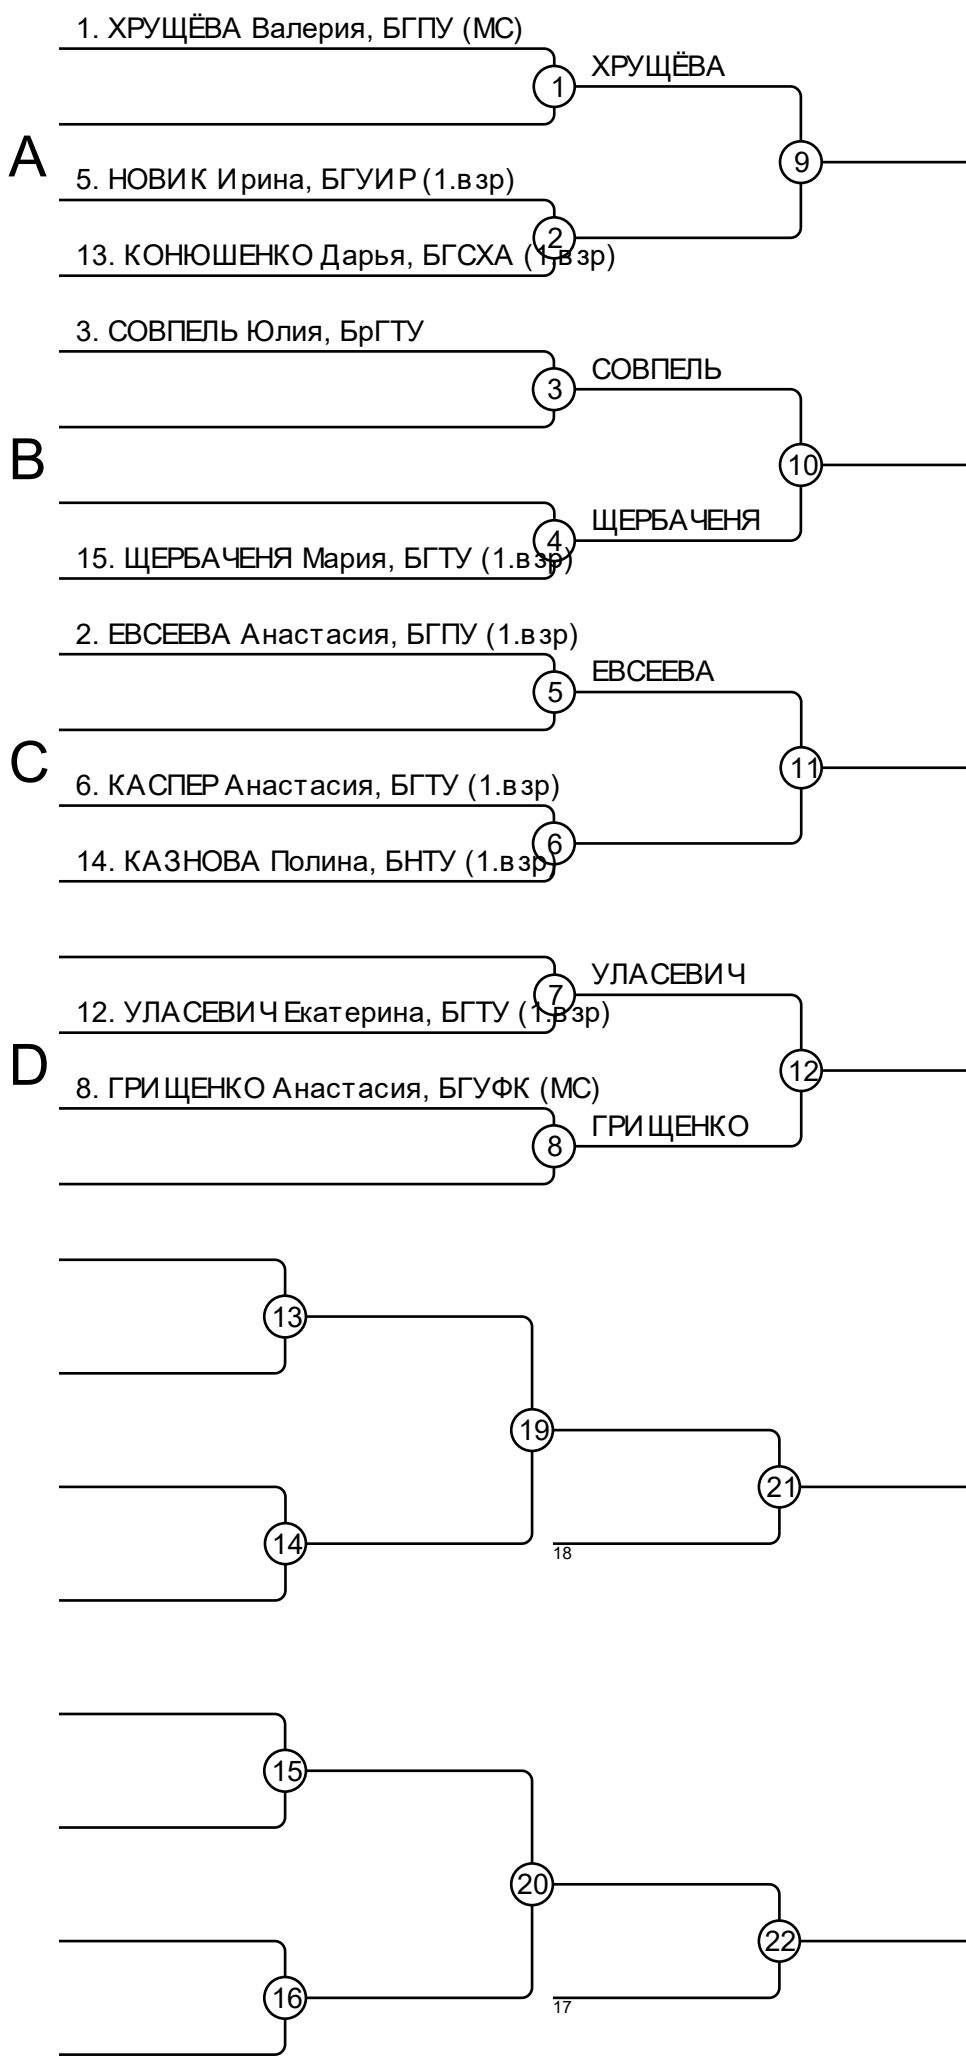 1. ХРУЩЁВА Валерия, БГПУ (МС)
1
ХРУЩЁВА
A
9
5. НОВИК Ирина, БГУИР (1.взр)
2
13. КОНЮШЕНКО Дарья, БГСХА (1.взр)
3. СОВПЕЛЬ Юлия, БрГТУ
3
СОВПЕЛЬ
B
10
4
ЩЕРБАЧЕНЯ
15. ЩЕРБАЧЕНЯ Мария, БГТУ (1.взр)
2. ЕВСЕЕВА Анастасия, БГПУ (1.взр)
5
ЕВСЕЕВА
C
11
6. КАСПЕР Анастасия, БГТУ (1.взр)
6
14. КАЗНОВА Полина, БНТУ (1.взр)
7
УЛАСЕВИЧ
12. УЛАСЕВИЧ Екатерина, БГТУ (1.взр)
D
12
8. ГРИЩЕНКО Анастасия, БГУФК (МС)
8
ГРИЩЕНКО
13
19
21
14
18
15
20
22
16
17